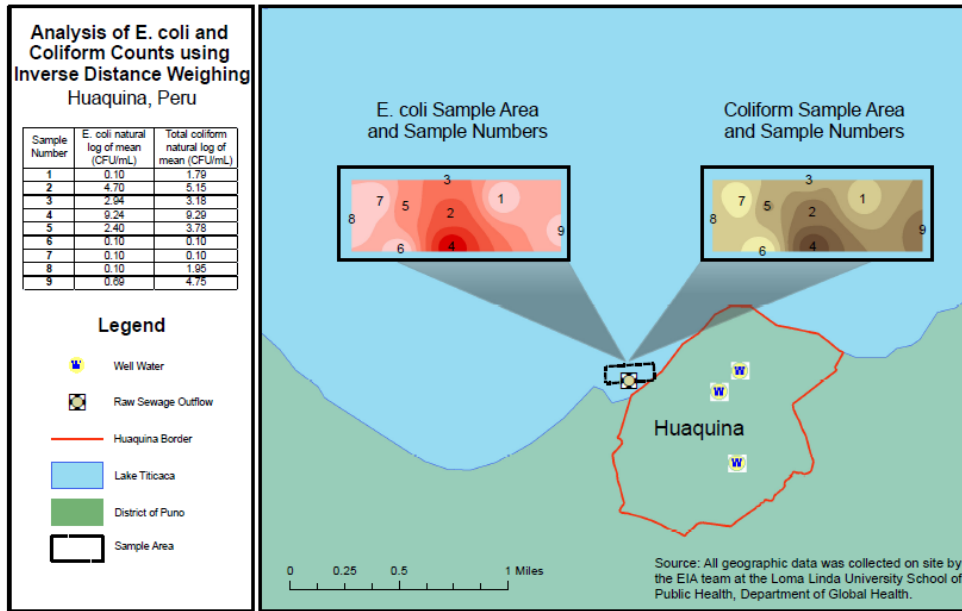 Analysis of E. coli and
Coliform Counts using
Inverse Distance Weighing
Huaquina, Peru
Sample Number E. coli natural log of mean (CFU/mL) Total coliform natural log of mean (CFU/mL)
1 0.10 1.79
2 4.70 5.15
3 2.94 3.18
4 9.24 9.29
5 2.40 3.78
6 0.10 0.10
7 0.10 0.10
8 0.10 1.95
9 0.69 4.75
Legend
W Well Water
Raw Sewage Outflow
Huaquina Border
Lake Titicaca
District of Puno
Sample Area
E. coli Sample Area
and Sample Numbers
3
7 5 1
2
8
9
6 4
Coliform Sample Area
and Sample Numbers
3
7 5 1
2
8
9
6 4
W
W
Huaquina
W
0 0.25 0.5 1 Miles
Source: All geographic data was collected on site by
the EIA team at the Loma Linda University School of
Public Health, Department of Global Health.